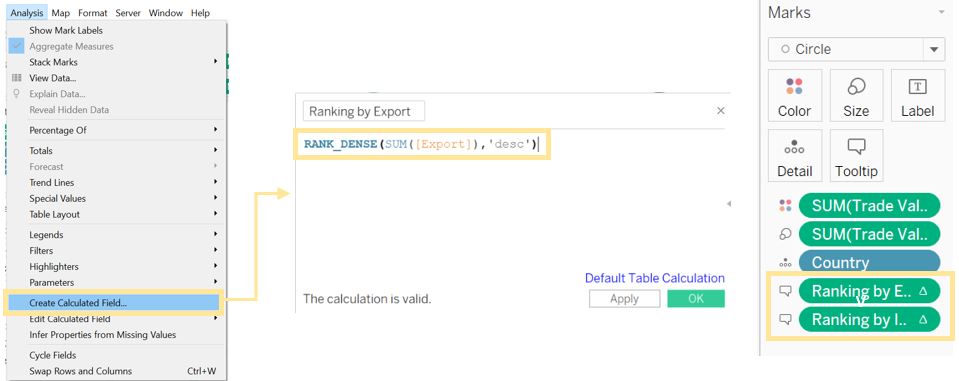 Analysis Map Format Server Window Help
Show Mark Labels
Aggregate Measures
Stack Marks
View Data...
Explain Data...
Reveal Hidden Data
Percentage Of
Totals
Forecast
Trend Lines
Special Values
Table Layout
Legends
Filters
Highlighters
Parameters
Create Calculated Field...
Edit Calculated Field
Infer Properties from Missing Values
Cycle Fields
Swap Rows and Columns Ctrl+W
Ranking by Export
RANK_DENSE(SUM([Export]),'desc')
Default Table Calculation
The calculation is valid.
Apply OK
Marks
Circle
Color Size Label
Detail Tooltip
SUM(Trade Val..
SUM(Trade Val..
Country
Ranking by E..
Ranking by I..